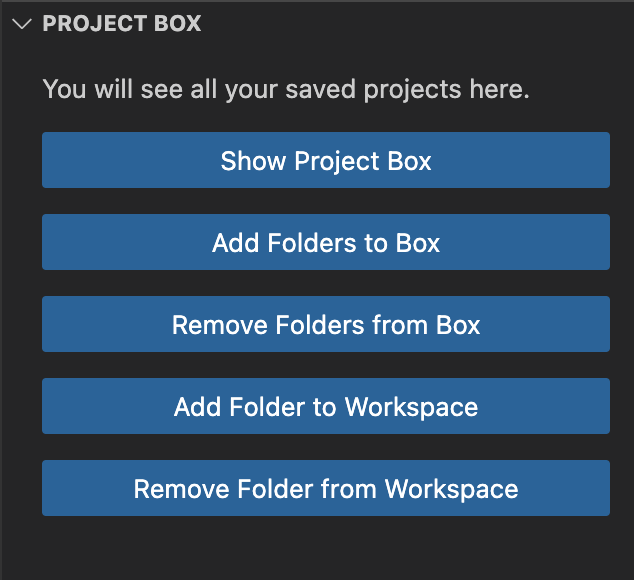 PROJECT BOX
You will see all your saved projects here.
Show Project Box
Add Folders to Box
Remove Folders from Box
Add Folder to Workspace
Remove Folder from Workspace